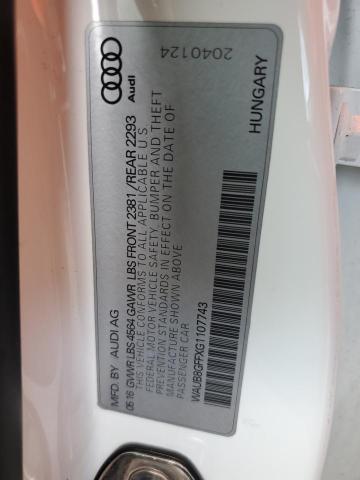 MFD. BY AUDI AG
05 16 GVWR LBS 4564 GAWR LBS FRONT 2381 / REAR 2293
THIS VEHICLE CONFORMS TO ALL APPLICABLE U S
FEDERAL MOTOR VEHICLE SAFETY, BUMPER AND THEFT
STANDARDS IN EFFECT ON THE DATE OF
MANUFACTURE SHOWN ABOVE
PASSENGER CAR
WAUB8GFFXG1107743
Audi
2040124
HUNGARY